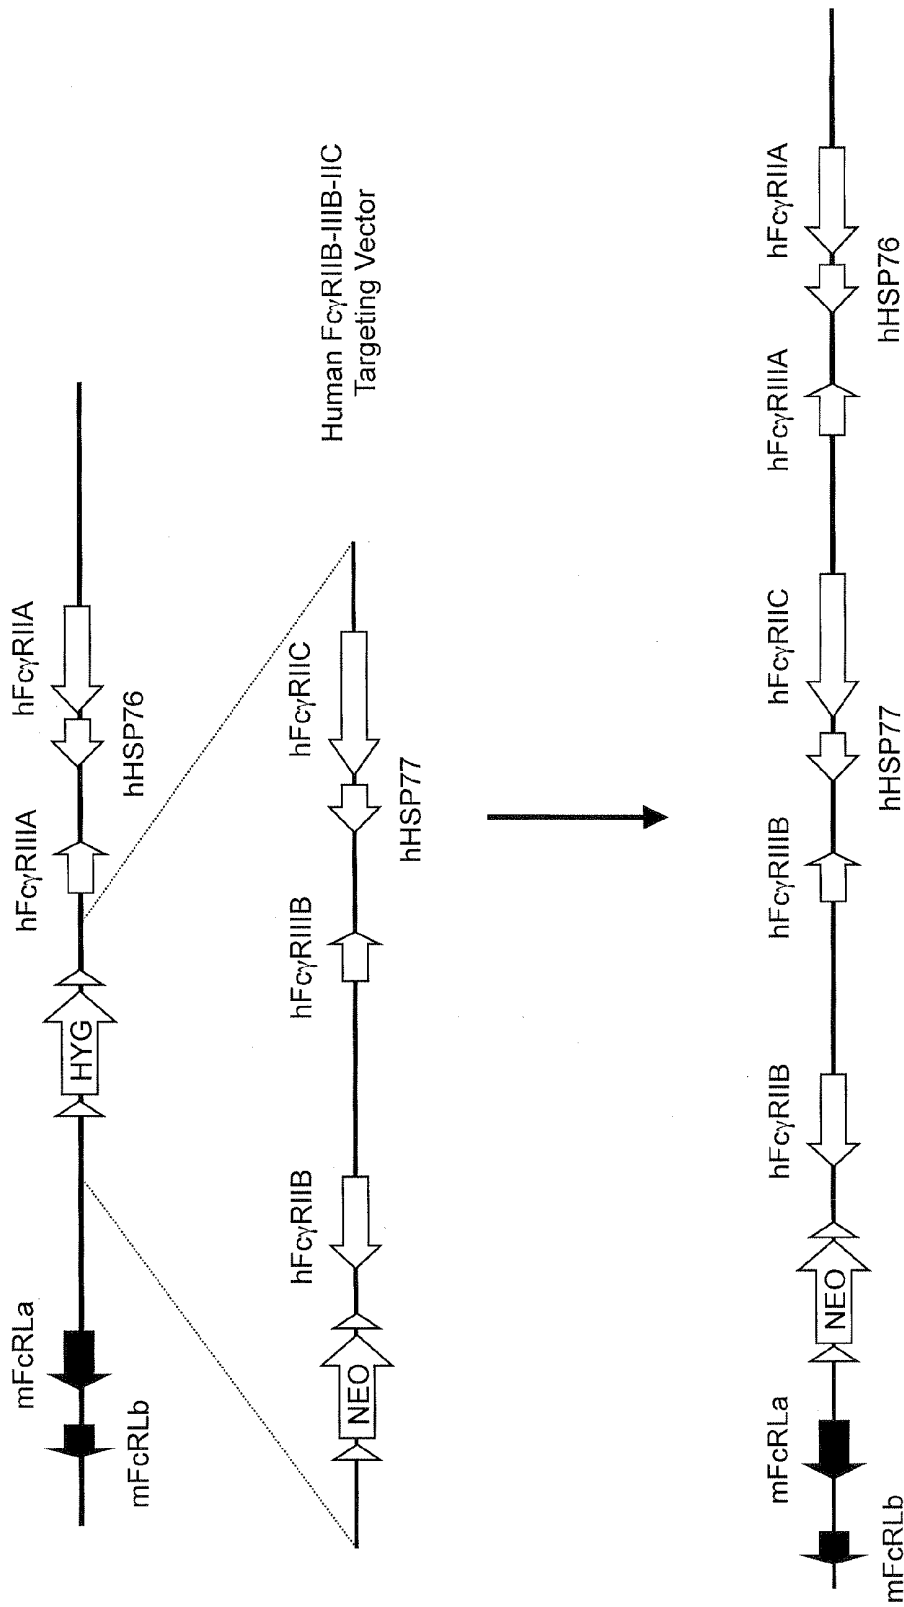 mFcRLa
mFcRLb
HYG
hFcγRIIIA
hHSP76
hFcγRIIA
NEO
hFcγRIIB
hFcγRIIIB
hHSP77
hFcγRIIC
Human FcγRIIB-IIIB-IIC
Targeting Vector
mFcRLa
mFcRLb
NEO
hFcγRIIB
hFcγRIIIB
hHSP77
hFcγRIIC
hFcγRIIIA
hHSP76
hFcγRIIA